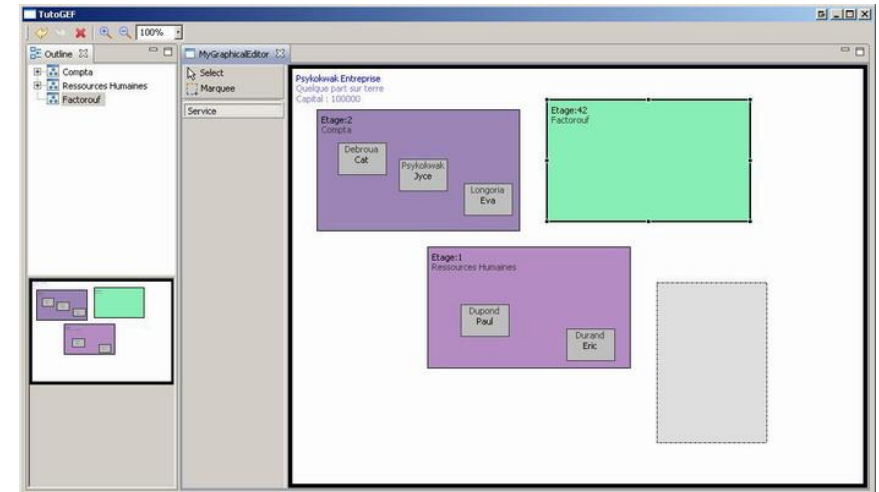 TutoGEF
100%
Outline
MyGraphicalEditor
Compta
Ressources Humaines
Factorouf
Select
Marquee
Service
Psykokwak Entreprise
Quelque part sur terre
Capital : 100000
Etage:2
Compta
Debroua
Cat
Psykokwak
Jyce
Longoria
Eva
Etage:42
Factorouf
Etage:1
Ressources Humaines
Dupond
Paul
Durand
Eric